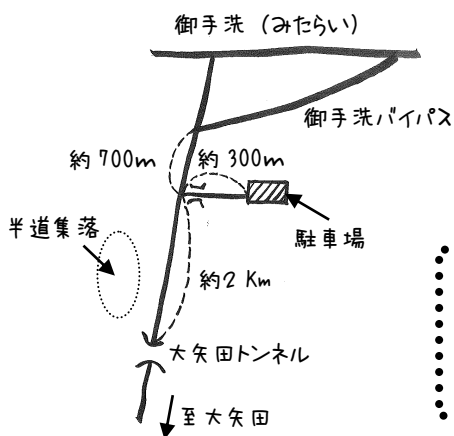 御手洗（みたらい）
御手洗バイパス
約700m
約300m
半道集落
駐車場
約2Km
大矢田トンネル
至大矢田